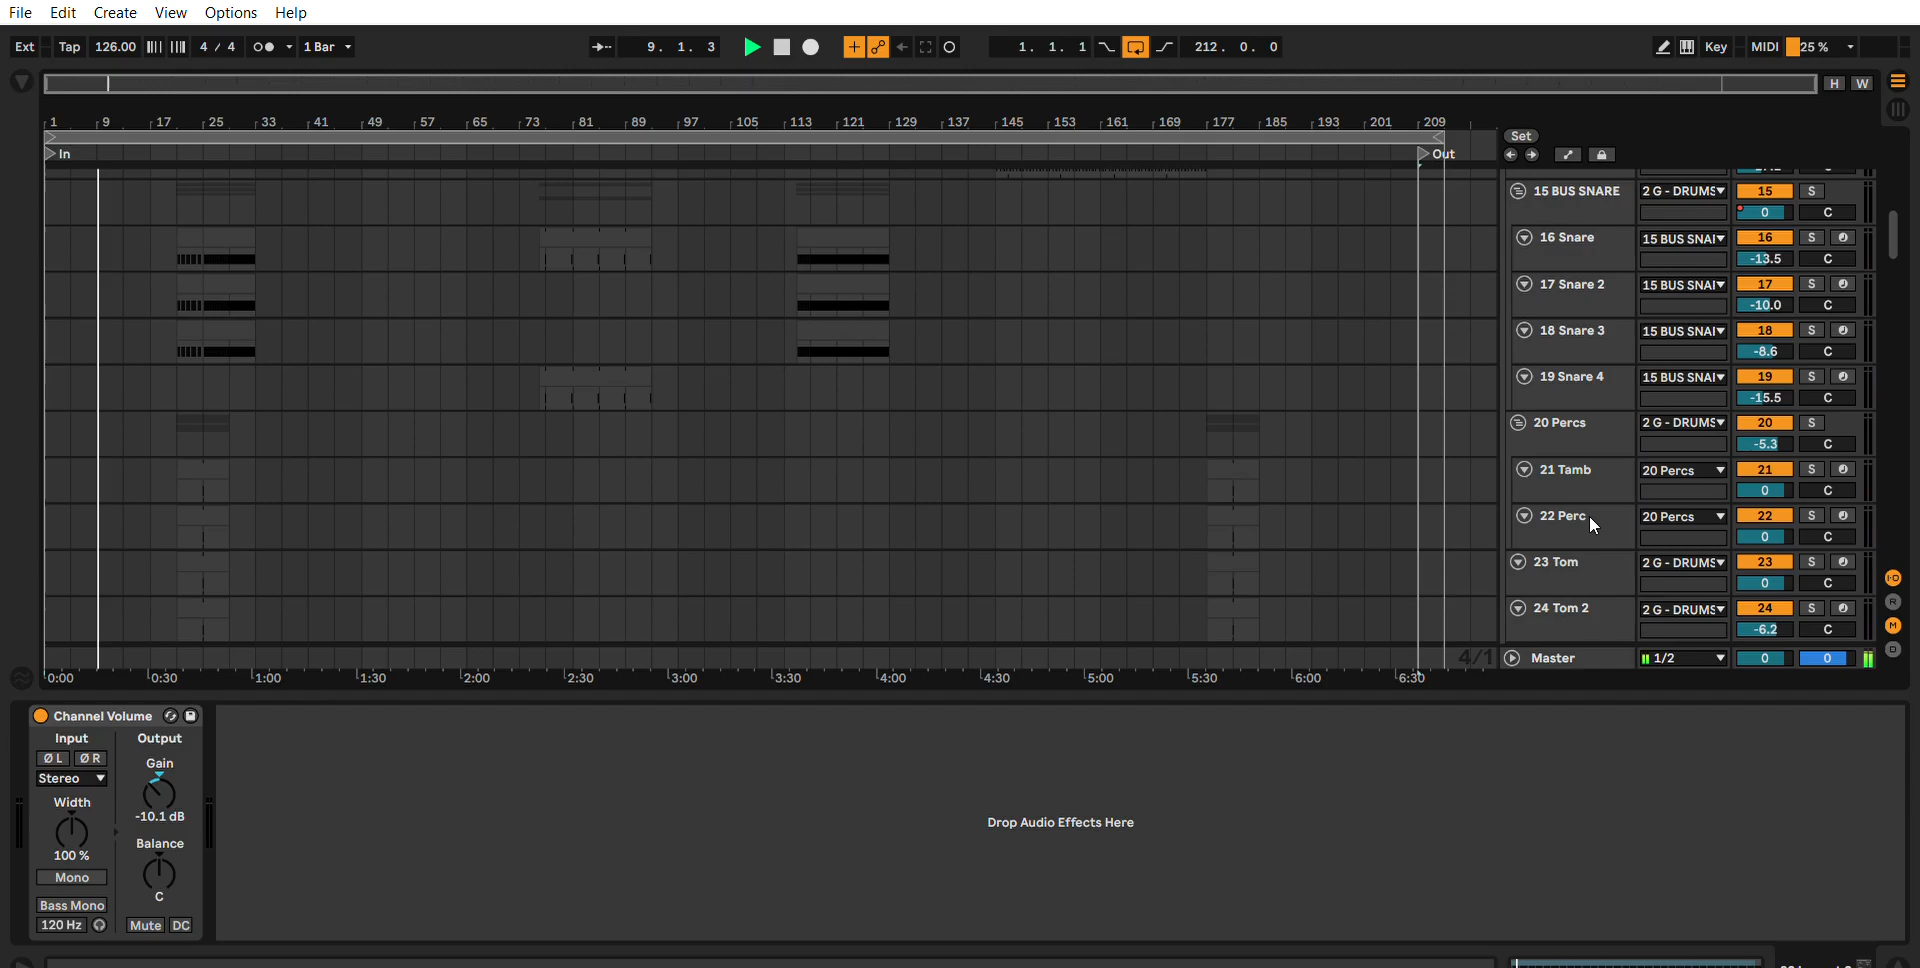 File Edit Create View Options Help
Ext Tap 126.00 4 / 4 1 Bar 9. 1. 3 1. 1. 1 212. 0. 0 Key MIDI 25 %
H W
1 9 17 25 33 41 49 57 65 73 81 89 97 105 113 121 129 137 145 153 161 169 177 185 193 201 209
Set
In Out
15 BUS SNARE 2 G - DRUMS 15 S
0 C
16 Snare 15 BUS SNAI 16 S
-13.5 C
17 Snare 2 15 BUS SNAI 17 S
-10.0 C
18 Snare 3 15 BUS SNAI 18 S
-8.6 C
19 Snare 4 15 BUS SNAI 19 S
-15.5 C
20 Percs 2 G - DRUMS 20 S
-5.3 C
21 Tamb 20 Percs 21 S
0 C
22 Perc 20 Percs 22 S
0 C
23 Tom 2 G - DRUMS 23 S
0 C
24 Tom 2 2 G - DRUMS 24 S
-6.2 C
4/1 Master 1/2 0 0
0:00 0:30 1:00 1:30 2:00 2:30 3:00 3:30 4:00 4:30 5:00 5:30 6:00 6:30
I·O
R
M
D
Channel Volume
Input Output
Ø L Ø R Gain
Stereo
Width -10.1 dB
100 % Balance
Mono C
Bass Mono
120 Hz Mute DC
Drop Audio Effects Here